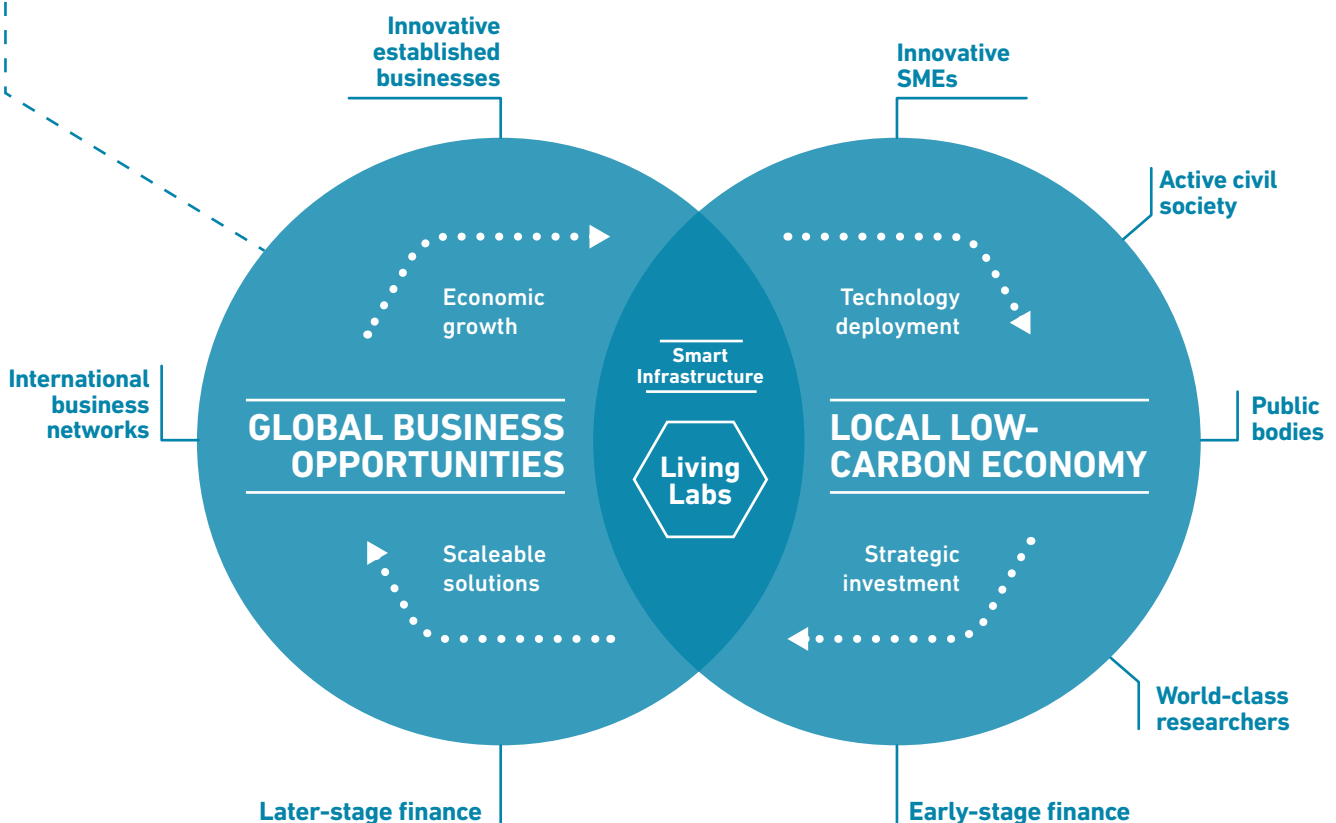 Innovative
established
businesses
Innovative
SMEs
Active civil
society
Economic
growth
Technology
deployment
Smart
Infrastructure
International
business
networks
GLOBAL BUSINESS
OPPORTUNITIES
Living
Labs
LOCAL LOW-
CARBON ECONOMY
Public
bodies
Scaleable
solutions
Strategic
investment
World-class
researchers
Later-stage finance
Early-stage finance